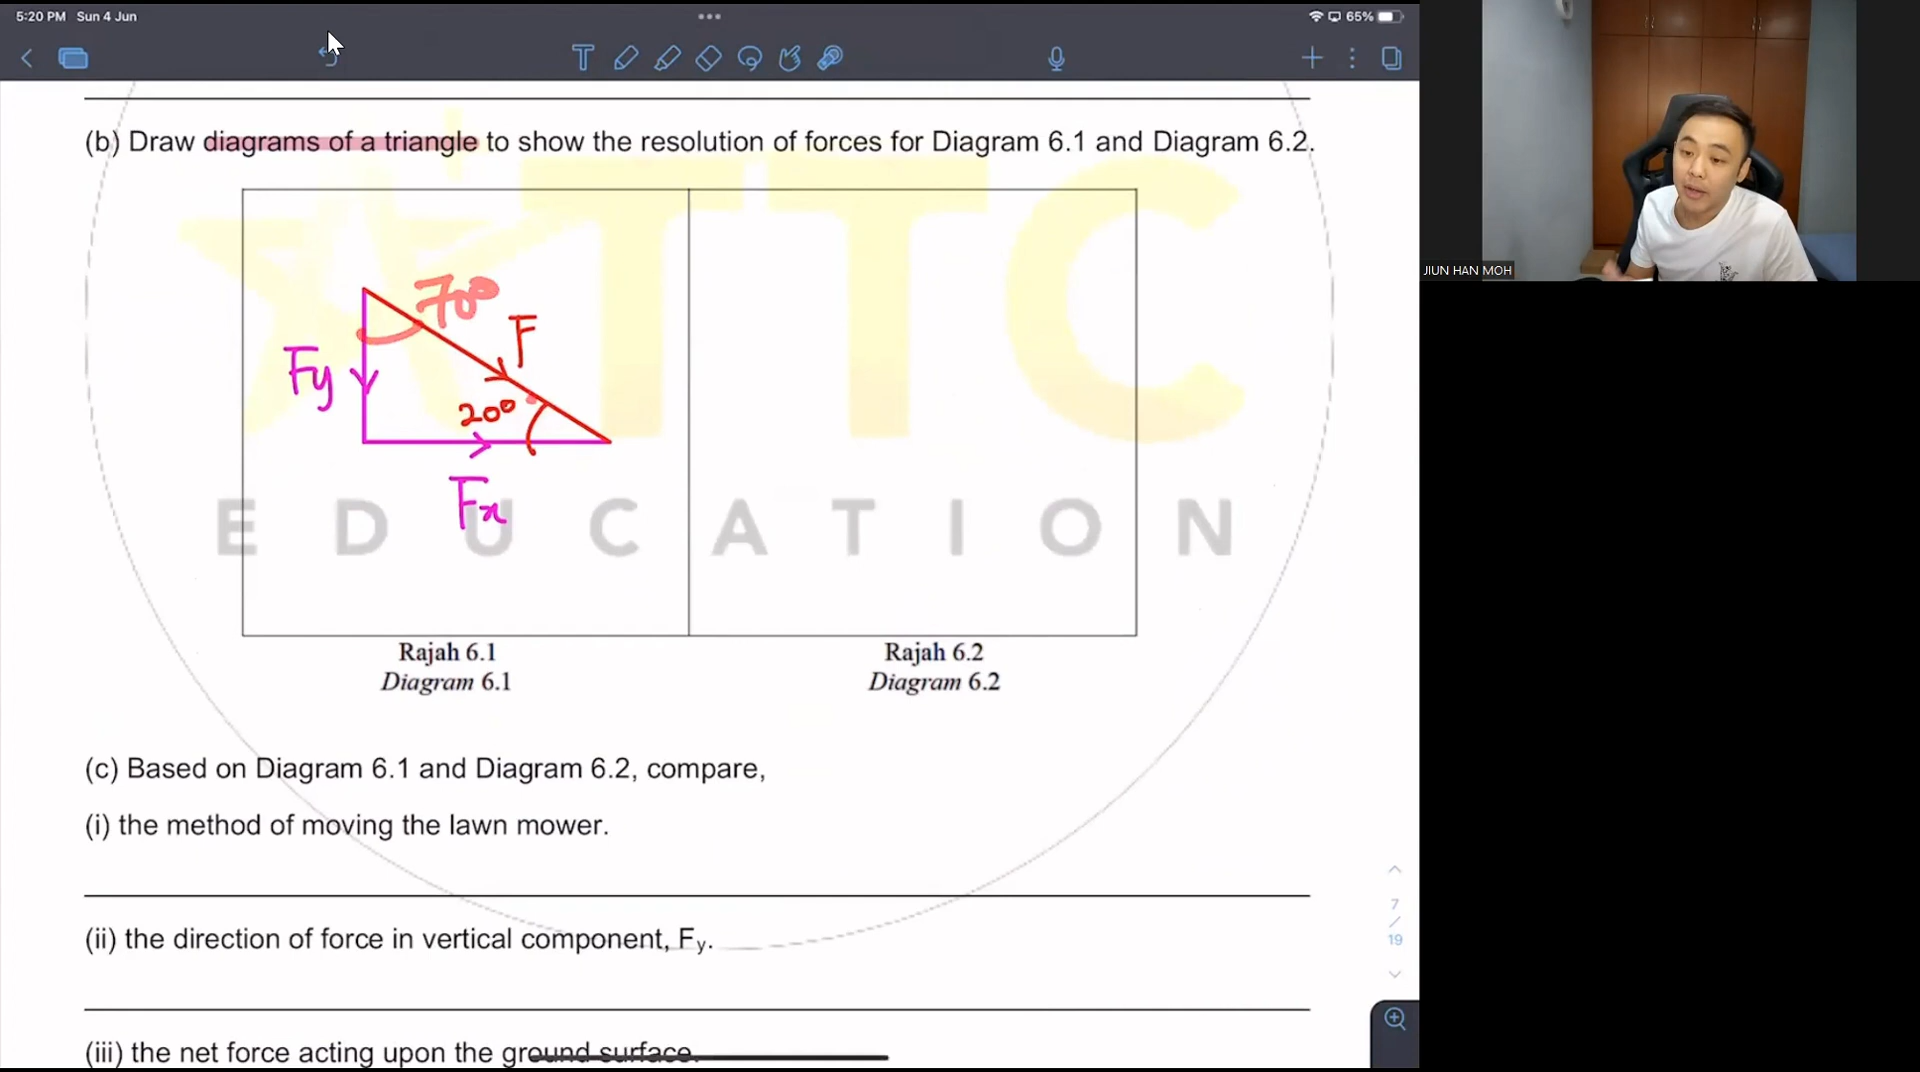 5:20 PM Sun 4 Jun
65%
(b) Draw diagrams of a triangle to show the resolution of forces for Diagram 6.1 and Diagram 6.2.
TTC
EDUCATION
70°
F
Fy
20°
Fx
Rajah 6.1
Diagram 6.1
Rajah 6.2
Diagram 6.2
(c) Based on Diagram 6.1 and Diagram 6.2, compare,
(i) the method of moving the lawn mower.
(ii) the direction of force in vertical component, Fy.
(iii) the net force acting upon the ground surface.
7
/
19
JIUN HAN MOH